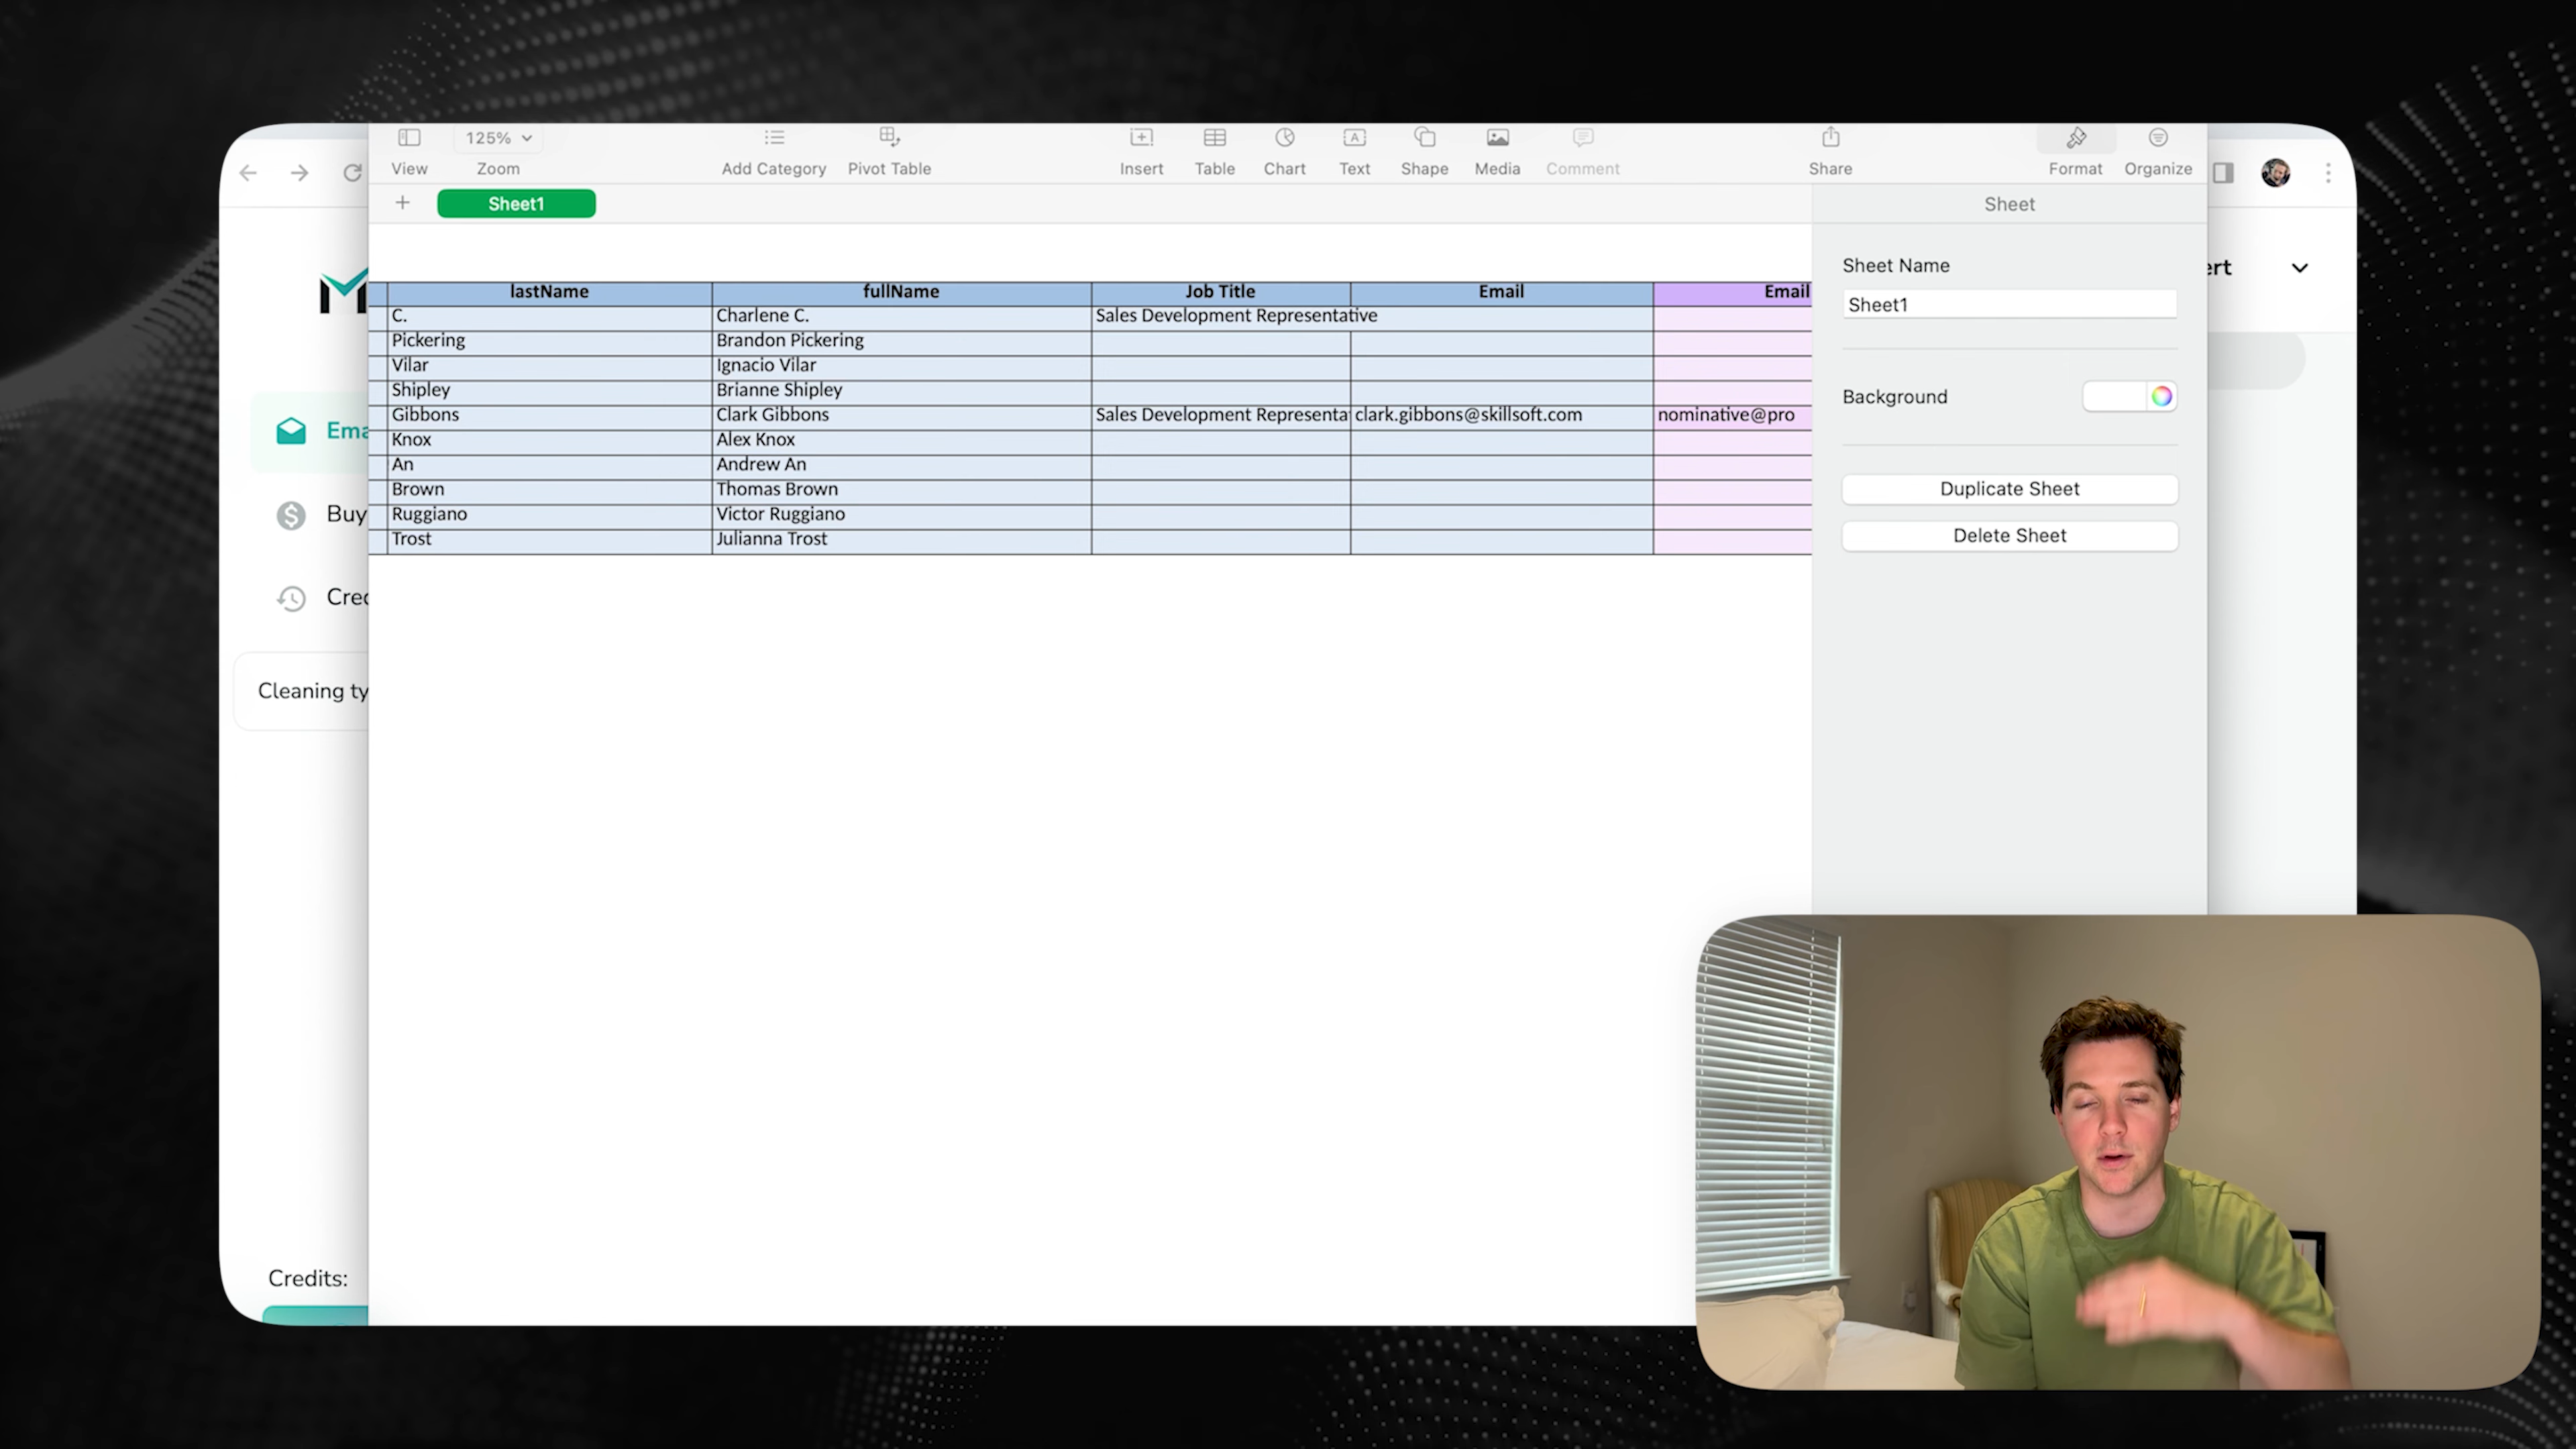 View
125%
Zoom
Add Category
Pivot Table
Insert
Table
Chart
Text
Shape
Media
Comment
Share
Format
Organize
+
Sheet1
Sheet
Sheet Name
Sheet1
Background
Duplicate Sheet
Delete Sheet
lastName fullName Job Title Email Email
C. Charlene C. Sales Development Representative
Pickering Brandon Pickering
Vilar Ignacio Vilar
Shipley Brianne Shipley
Gibbons Clark Gibbons Sales Development Representa clark.gibbons@skillsoft.com nominative@pro
Knox Alex Knox
An Andrew An
Brown Thomas Brown
Ruggiano Victor Ruggiano
Trost Julianna Trost
M
Ema
Buy
Cred
Cleaning ty
Credits:
ert